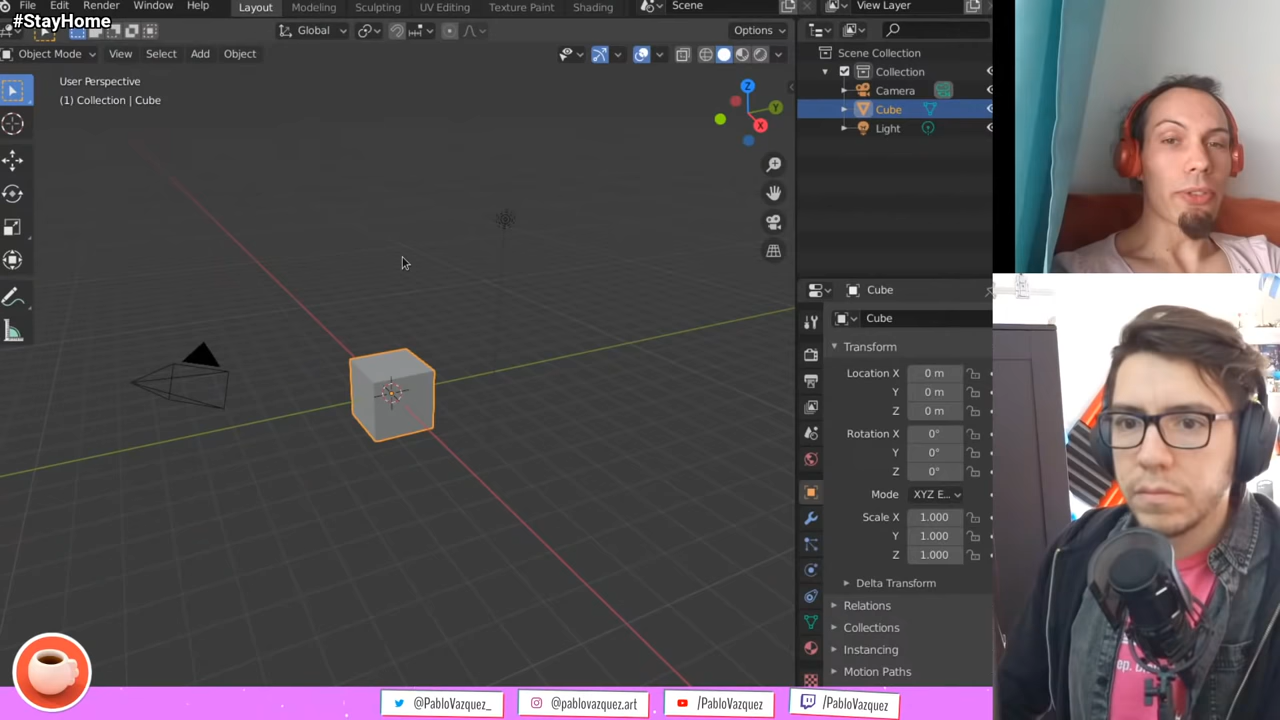 File Edit Render Window Help Layout Modeling Sculpting UV Editing Texture Paint Shading Scene View Layer
#StayHome
Global Options
Object Mode View Select Add Object
User Perspective
(1) Collection | Cube
Z
Y
X
Scene Collection
Collection
Camera
Cube
Light
Cube
Cube
Transform
Location X 0 m
Y 0 m
Z 0 m
Rotation X 0°
Y 0°
Z 0°
Mode XYZ E...
Scale X 1.000
Y 1.000
Z 1.000
Delta Transform
Relations
Collections
Instancing
Motion Paths
@PabloVazquez_ @pablovazquez.art /PabloVazquez /PabloVazquez